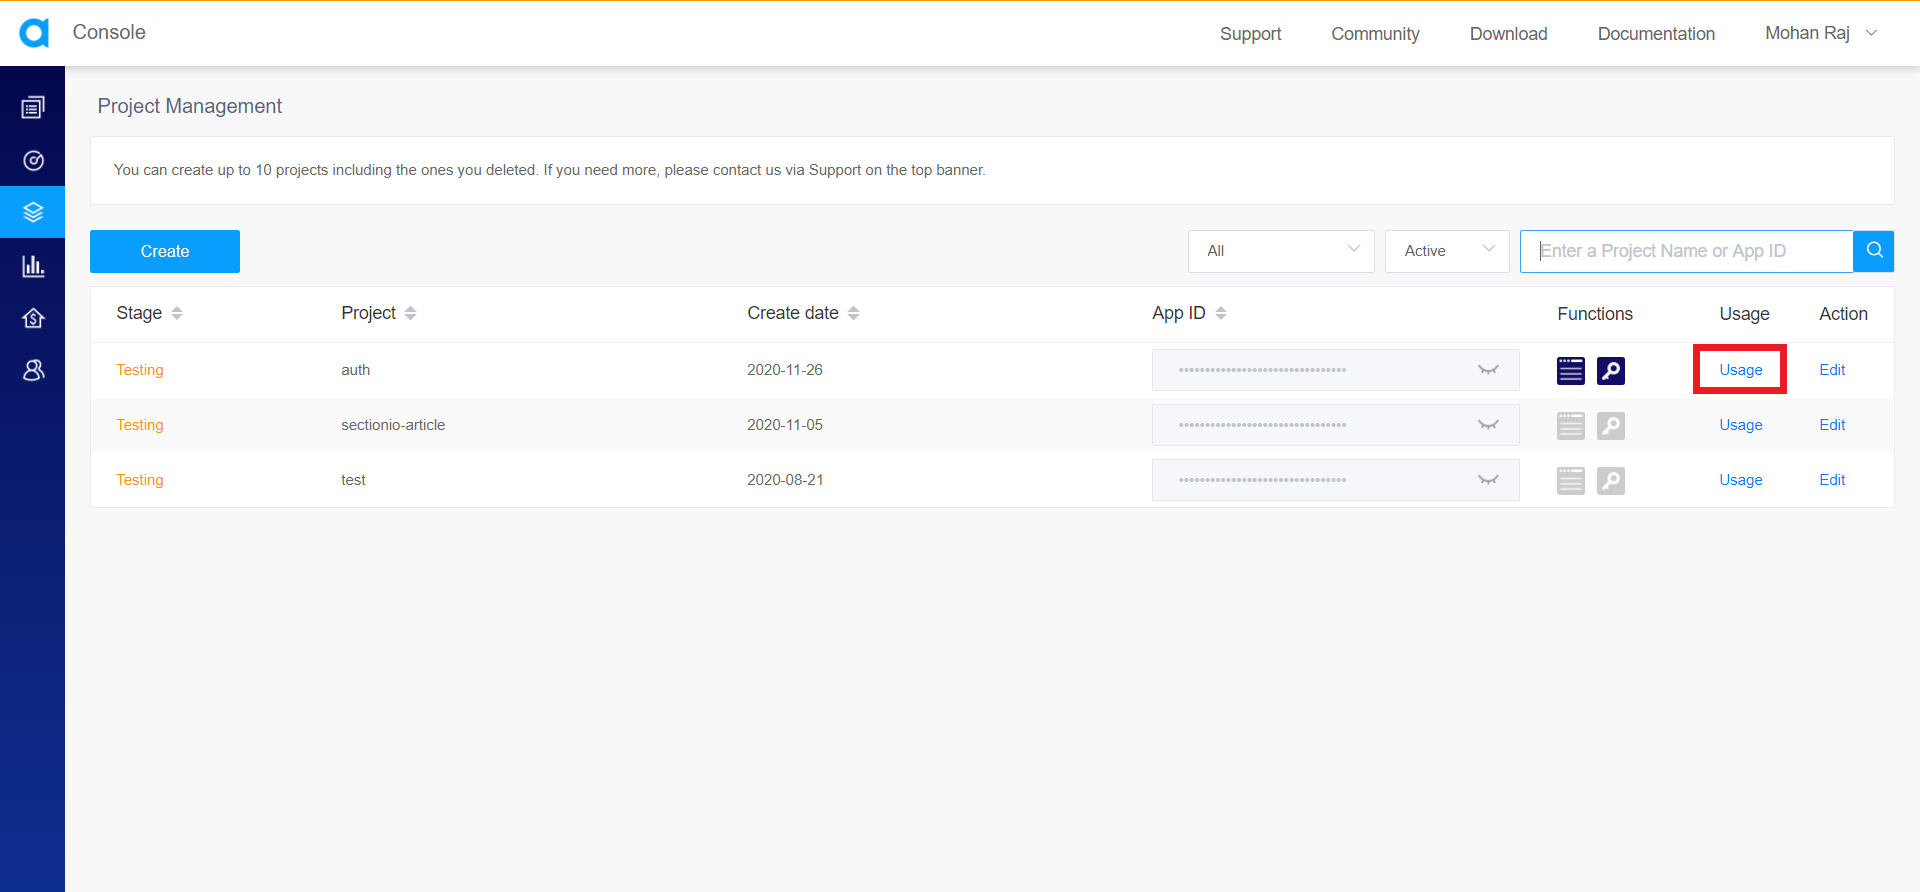 Console
Support Community Download Documentation Mohan Raj
Project Management
You can create up to 10 projects including the ones you deleted. If you need more, please contact us via Support on the top banner.
Create All Active Enter a Project Name or App ID
Stage Project Create date App ID Functions Usage Action
Testing auth 2020-11-26 Usage Edit
Testing sectionio-article 2020-11-05 Usage Edit
Testing test 2020-08-21 Usage Edit